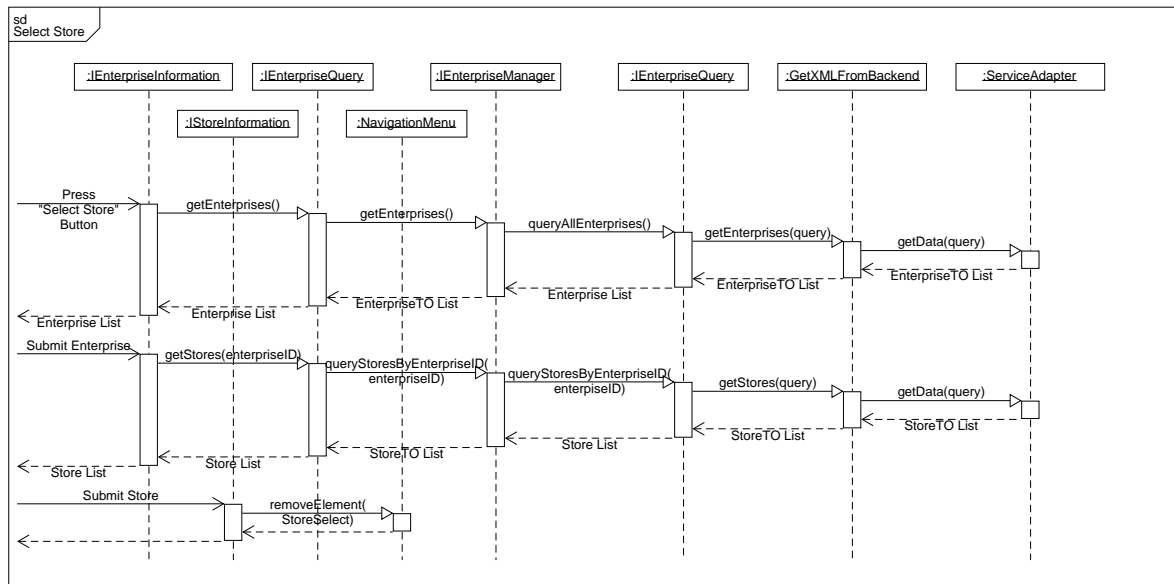 sd
Select Store
:IEnterpriseInformation
:IEnterpriseQuery
:IEnterpriseManager
:IEnterpriseQuery
:GetXMLFromBackend
:ServiceAdapter
:IStoreInformation
:NavigationMenu
Press
"Select Store"
Button
getEnterprises()
getEnterprises()
queryAllEnterprises()
getEnterprises(query)
getData(query)
EnterpriseTO List
EnterpriseTO List
Enterprise List
EnterpriseTO List
Enterprise List
Enterprise List
Submit Enterprise
getStores(enterpriseID)
queryStoresByEnterpriseID(
enterpriseID)
queryStoresByEnterpriseID(
enterpiseID)
getStores(query)
getData(query)
StoreTO List
StoreTO List
Store List
StoreTO List
Store List
Store List
Submit Store
removeElement(
StoreSelect)